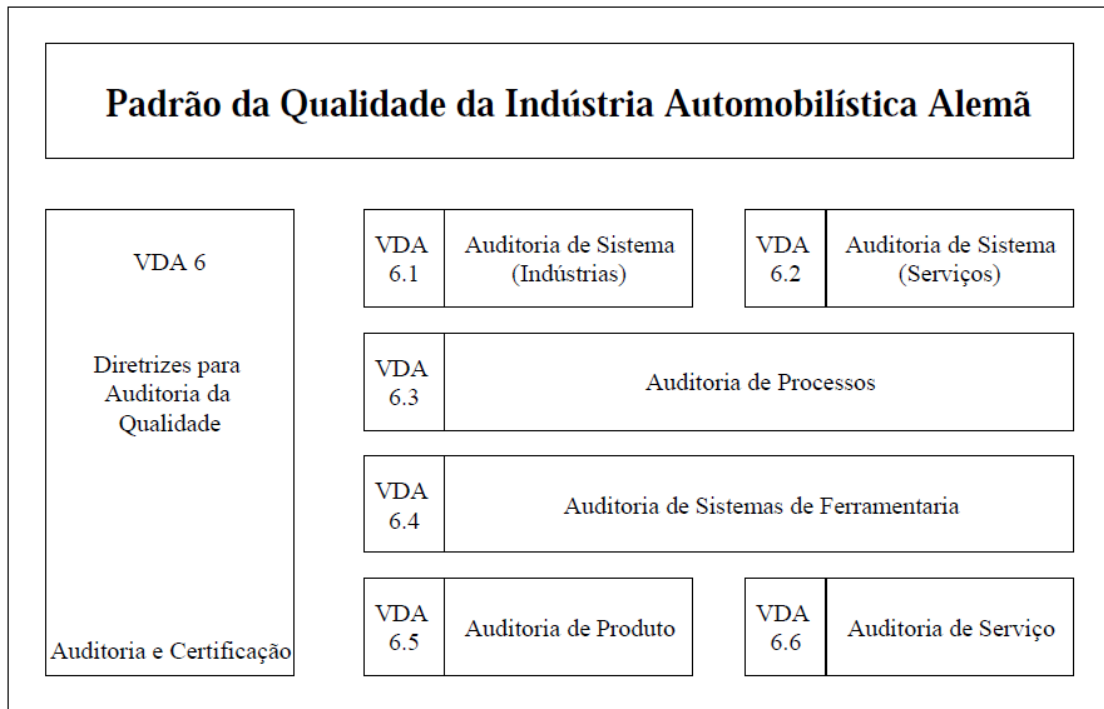 Padrão da Qualidade da Indústria Automobilística Alemã
VDA 6
Diretrizes para
Auditoria da
Qualidade
Auditoria e Certificação
VDA
6.1
Auditoria de Sistema
(Indústrias)
VDA
6.2
Auditoria de Sistema
(Serviços)
VDA
6.3
Auditoria de Processos
VDA
6.4
Auditoria de Sistemas de Ferramentaria
VDA
6.5
Auditoria de Produto
VDA
6.6
Auditoria de Serviço